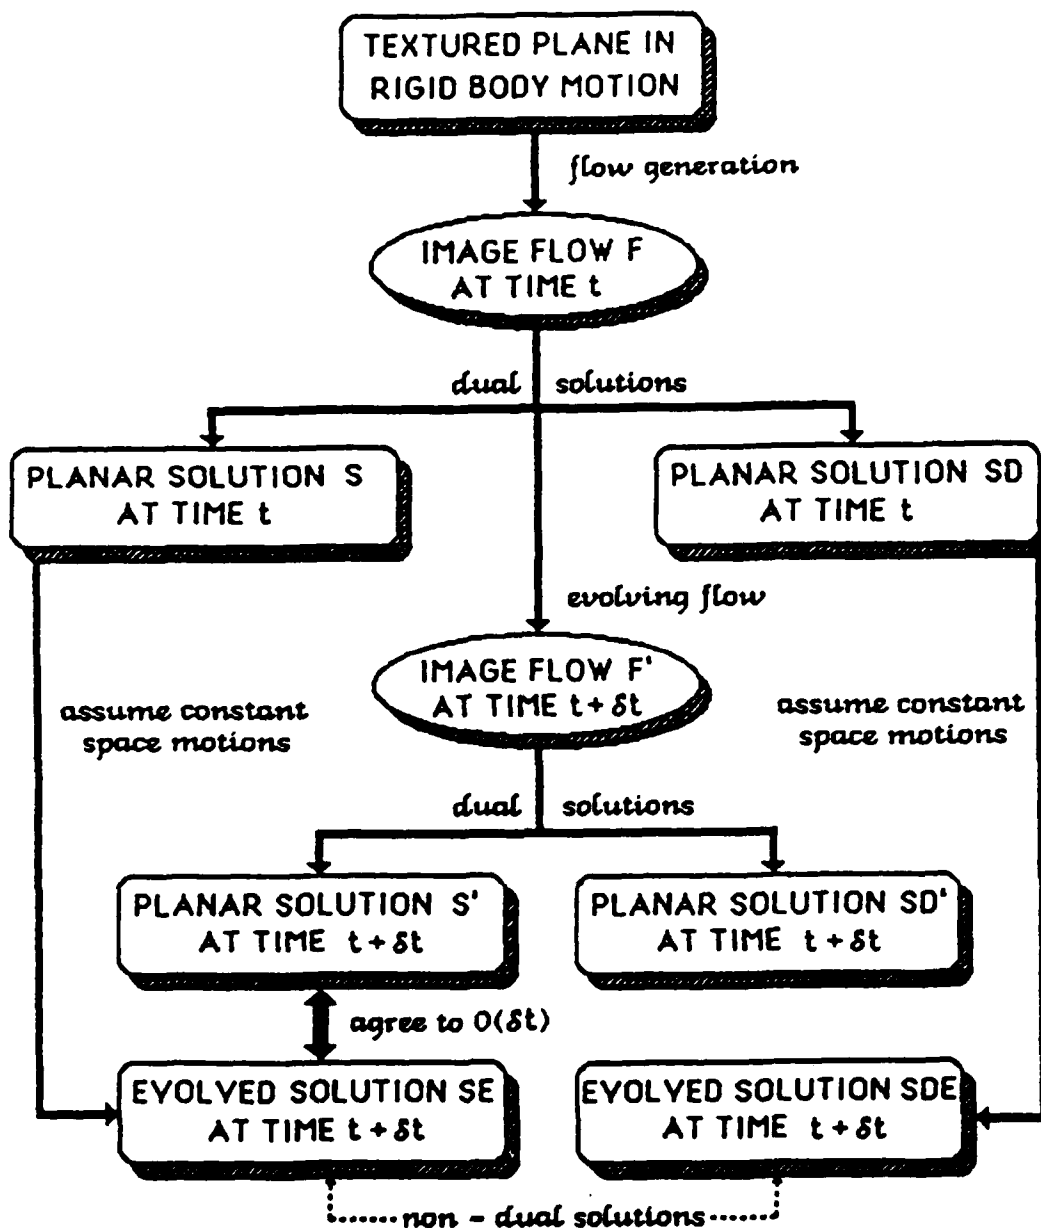 TEXTURED PLANE IN
RIGID BODY MOTION
flow generation
IMAGE FLOW F
AT TIME t
dual solutions
PLANAR SOLUTION S
AT TIME t
PLANAR SOLUTION SD
AT TIME t
evolving flow
IMAGE FLOW F'
AT TIME t + δt
assume constant
space motions
assume constant
space motions
dual solutions
PLANAR SOLUTION S'
AT TIME t + δt
PLANAR SOLUTION SD'
AT TIME t + δt
agree to O(δt)
EVOLVED SOLUTION SE
AT TIME t + δt
EVOLVED SOLUTION SDE
AT TIME t + δt
non - dual solutions